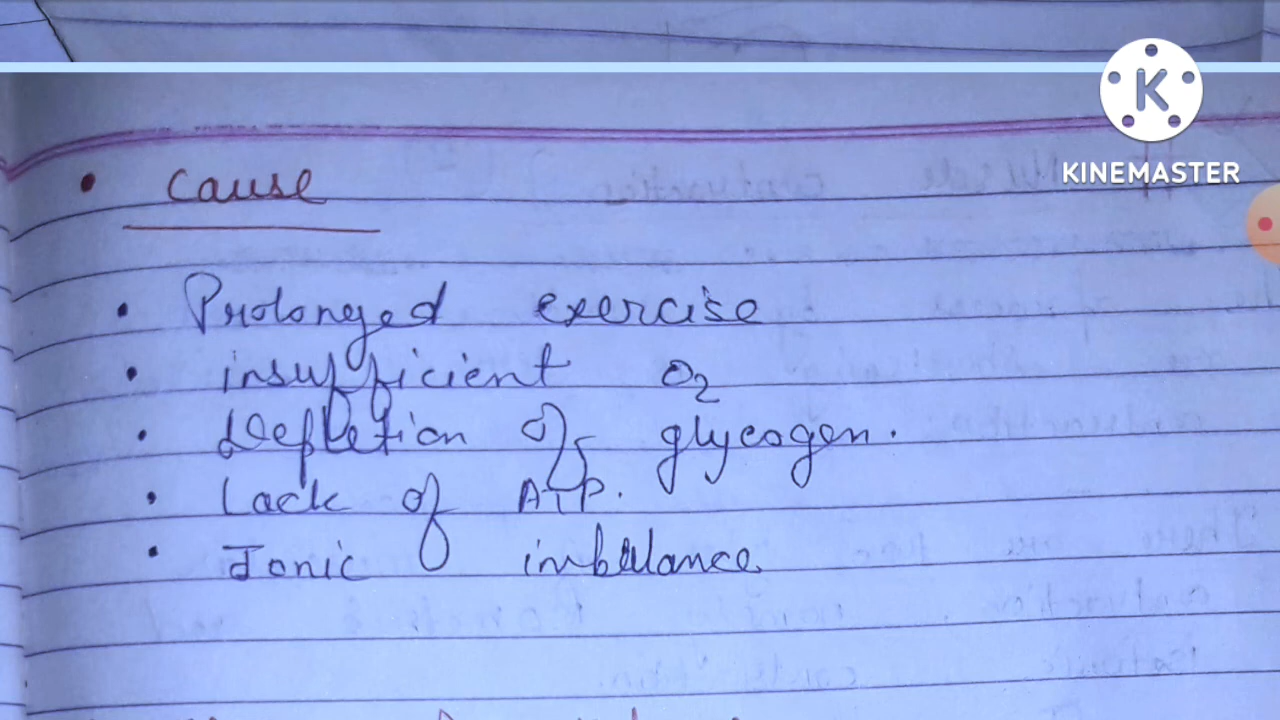 K
KINEMASTER
• Cause
• Prolonged exercise
• insufficient O₂
• Depletion of glycogen.
• Lack of ATP.
• Ionic imbalance